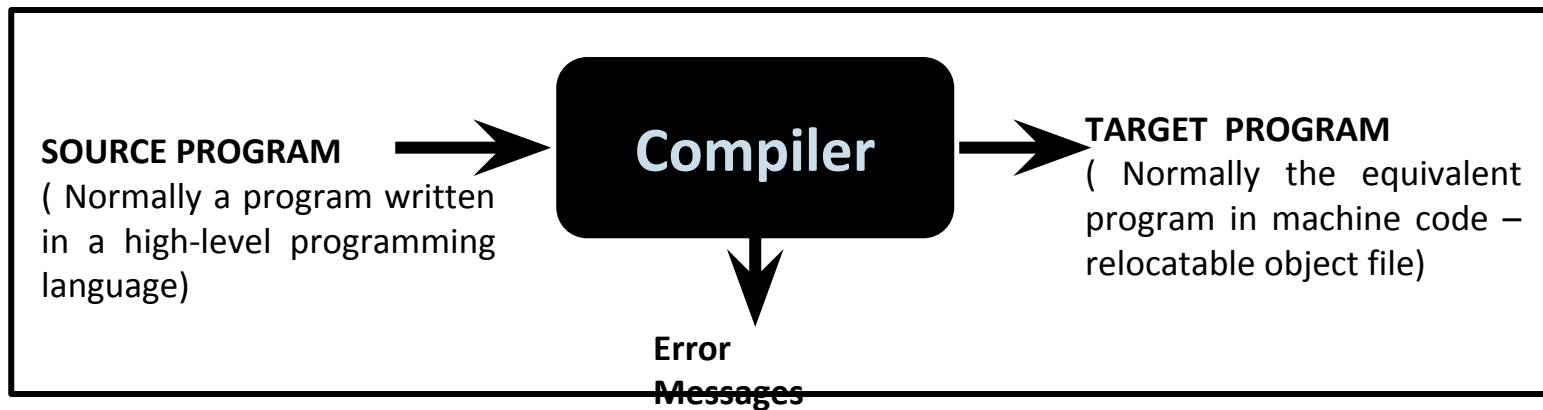 SOURCE PROGRAM
( Normally a program written
in a high-level programming
language)
Compiler
TARGET PROGRAM
( Normally the equivalent
program in machine code –
relocatable object file)
Error
Messages